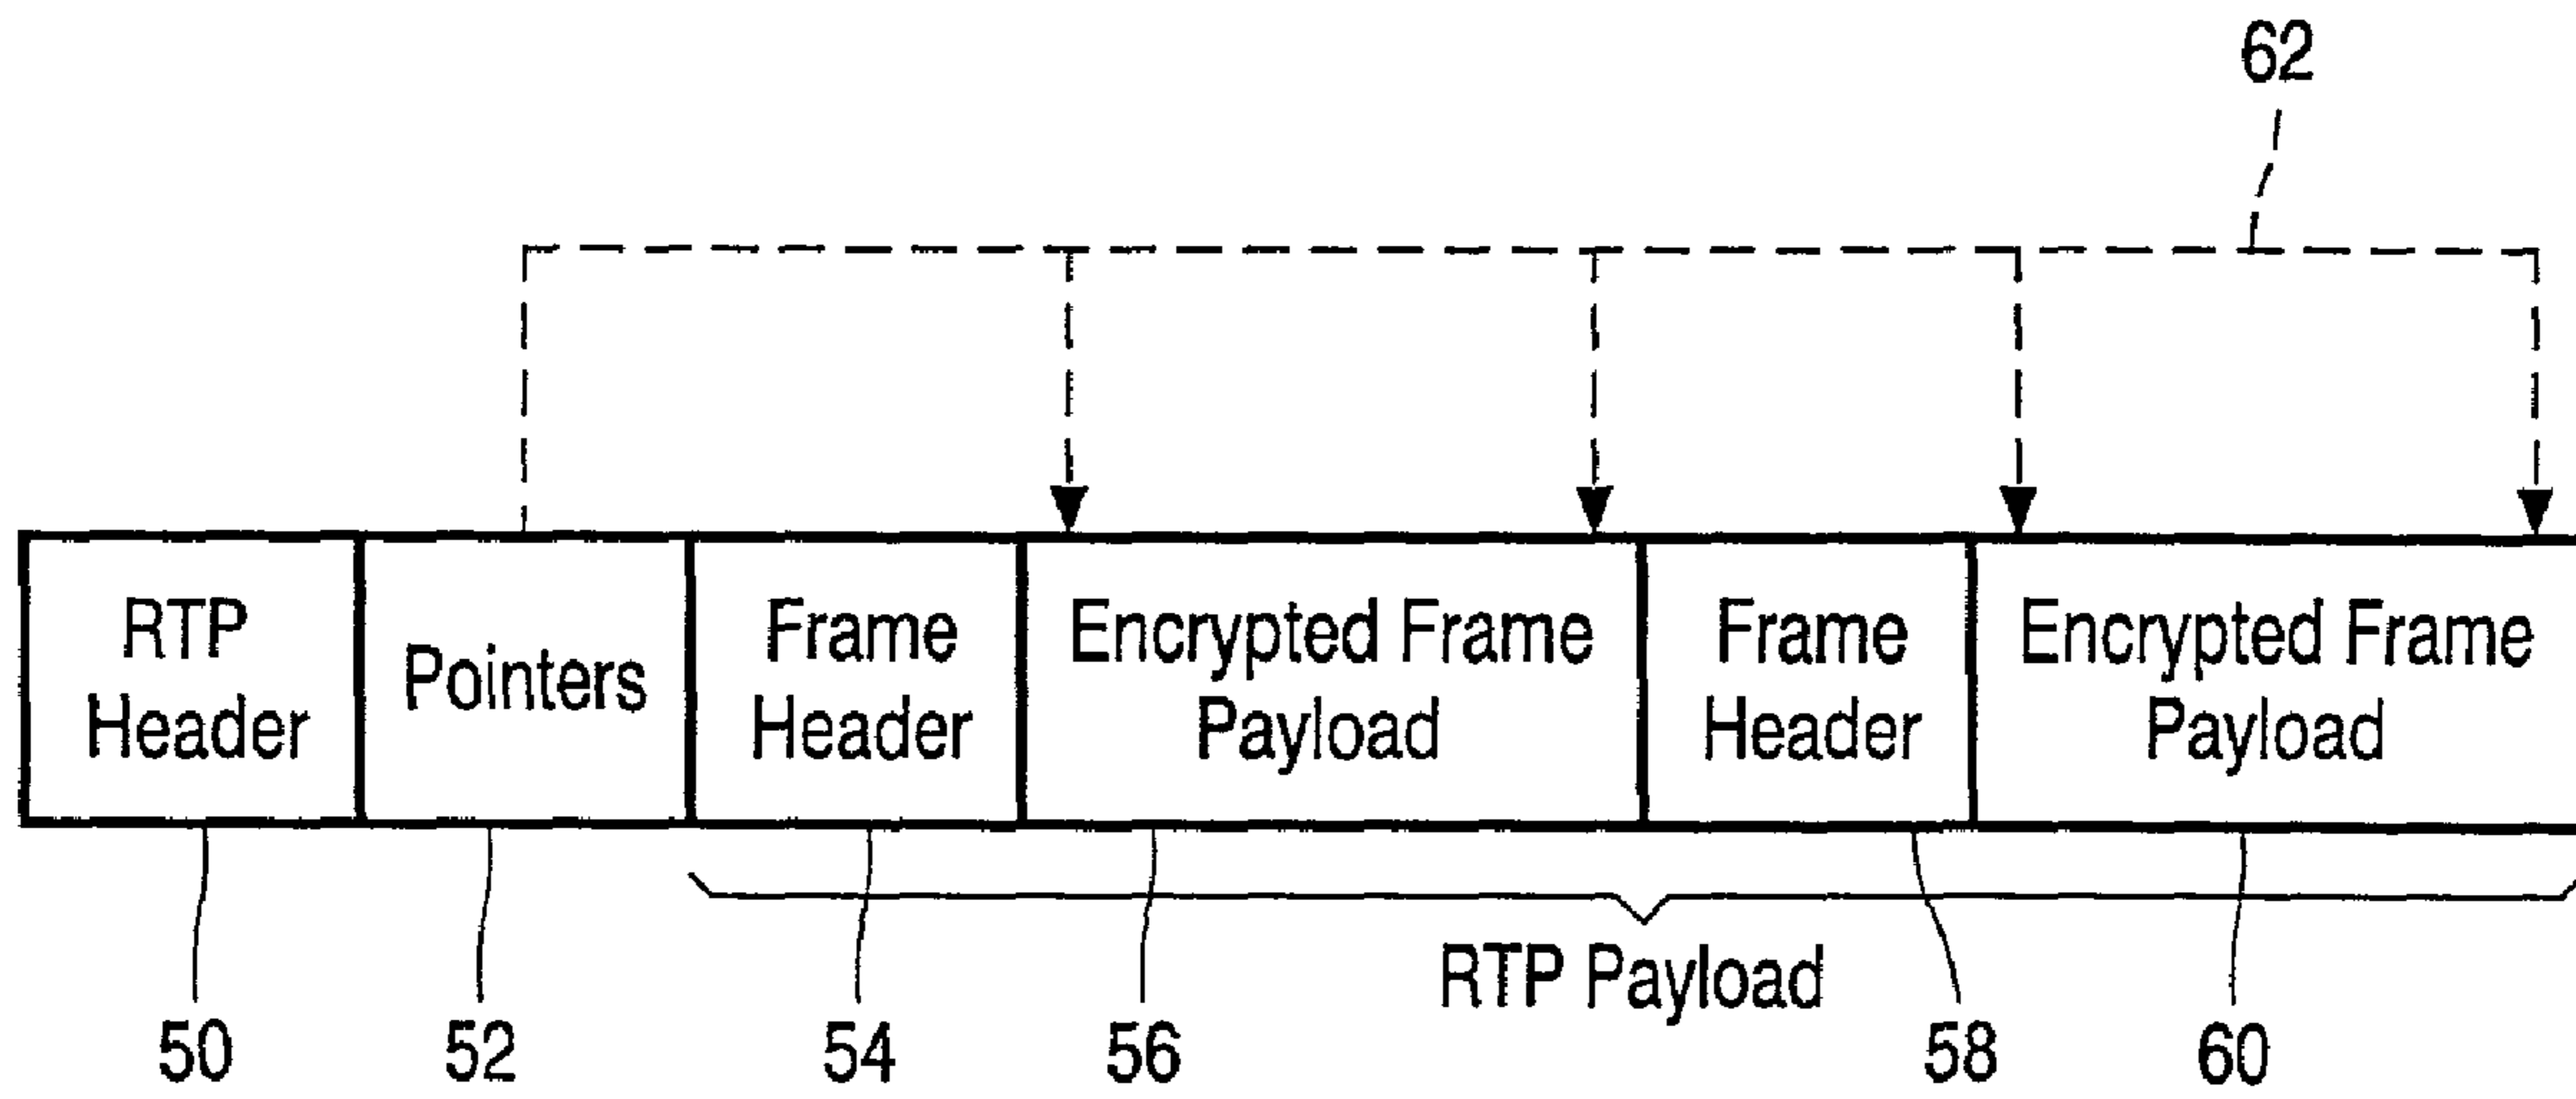 62
RTP
Header
Pointers
Frame
Header
Encrypted Frame
Payload
Frame
Header
Encrypted Frame
Payload
RTP Payload
50
52
54
56
58
60